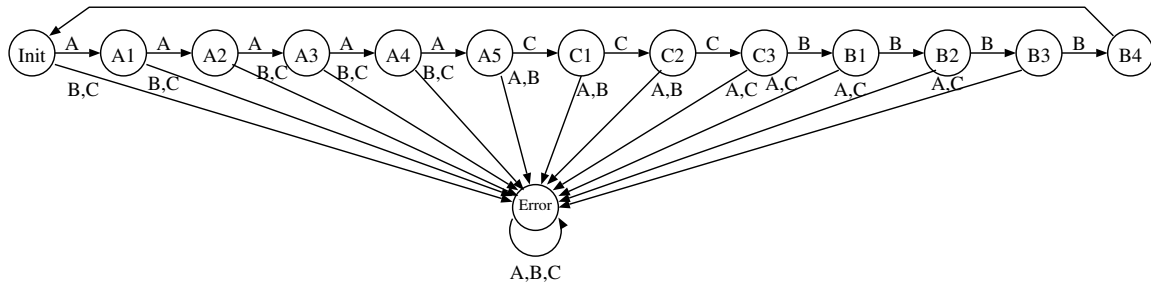 A A A A A C C C B B B B
Init A1 A2 A3 A4 A5 C1 C2 C3 B1 B2 B3 B4
B,C B,C B,C B,C B,C A,B A,B A,B A,C A,C A,C A,C
Error
A,B,C